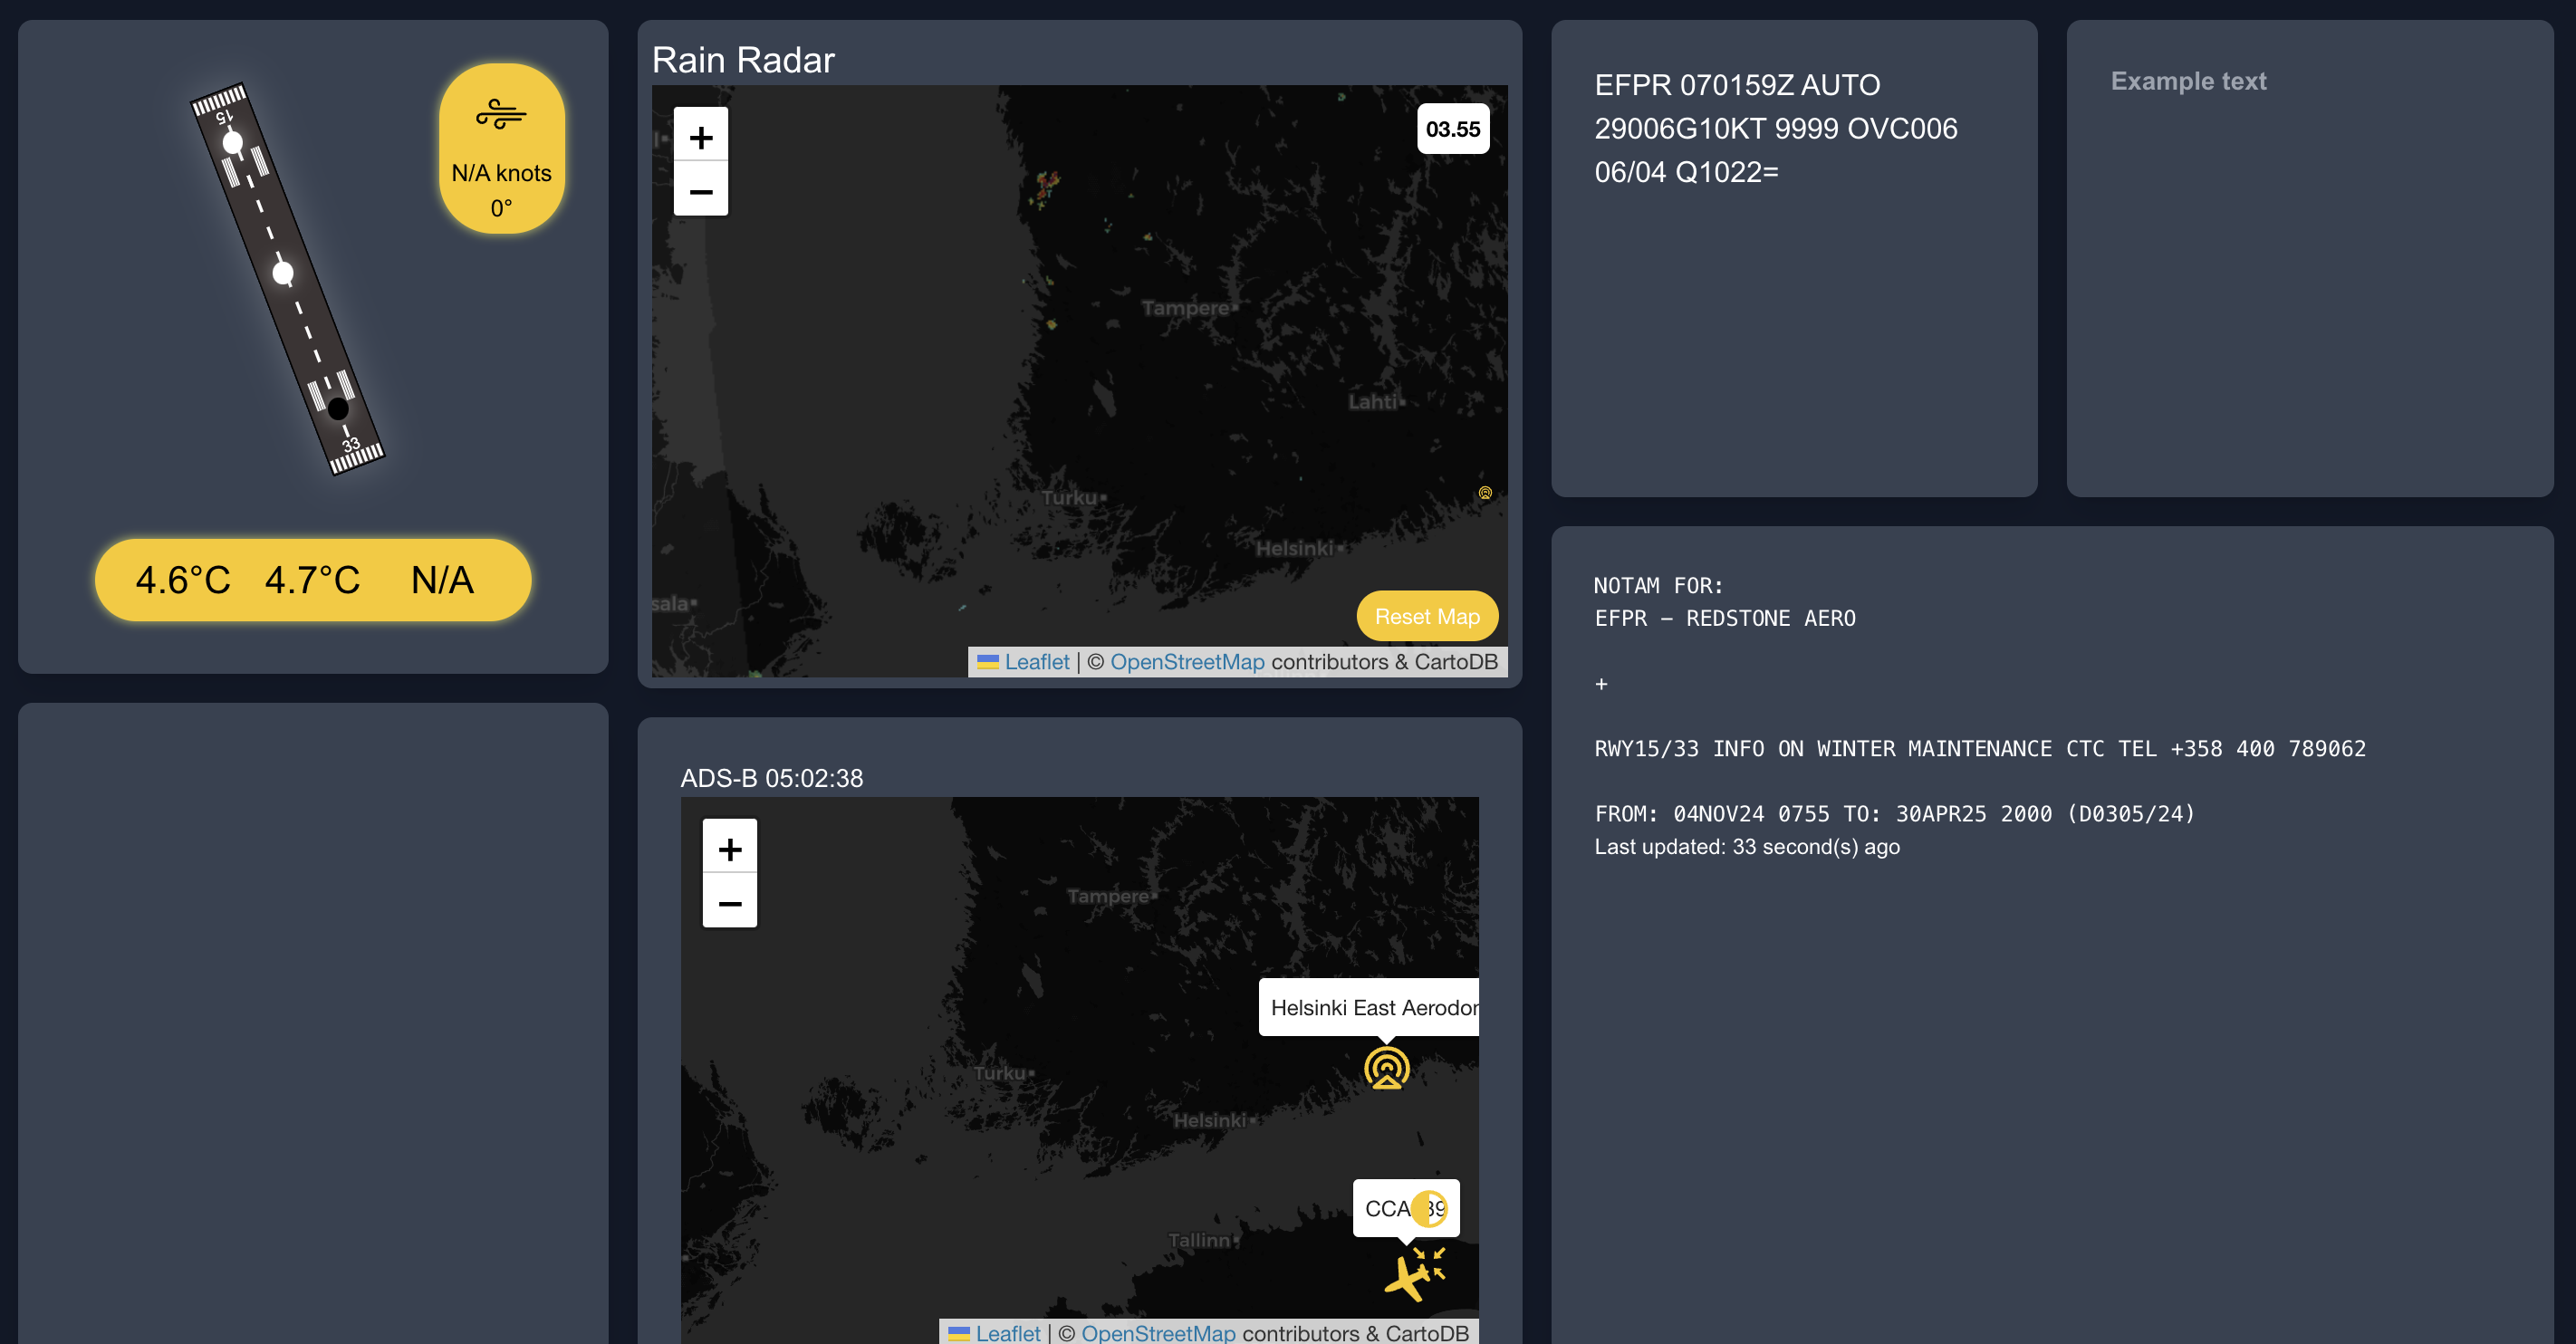 15
33
N/A knots
0°
4.6°C 4.7°C N/A
Rain Radar
+
−
03.55
Tampere
Lahti
Turku
Helsinki
sala
Reset Map
Leaflet | © OpenStreetMap contributors & CartoDB
ADS-B 05:02:38
+
−
Tampere
Helsinki East Aerodor
Turku
Helsinki
CCA 39
Tallinn
Leaflet | © OpenStreetMap contributors & CartoDB
EFPR 070159Z AUTO
29006G10KT 9999 OVC006
06/04 Q1022=
Example text
NOTAM FOR:
EFPR – REDSTONE AERO
+
RWY15/33 INFO ON WINTER MAINTENANCE CTC TEL +358 400 789062
FROM: 04NOV24 0755 TO: 30APR25 2000 (D0305/24)
Last updated: 33 second(s) ago